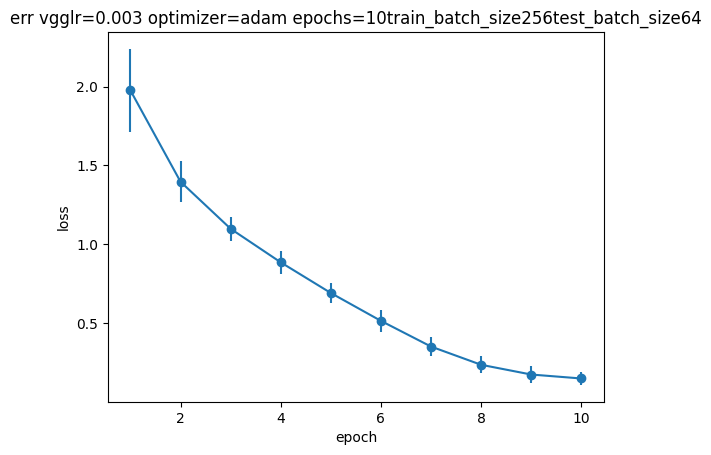 err vgglr=0.003 optimizer=adam epochs=10train_batch_size256test_batch_size64
2.0
1.5
1.0
0.5
loss
2 4 6 8 10
epoch